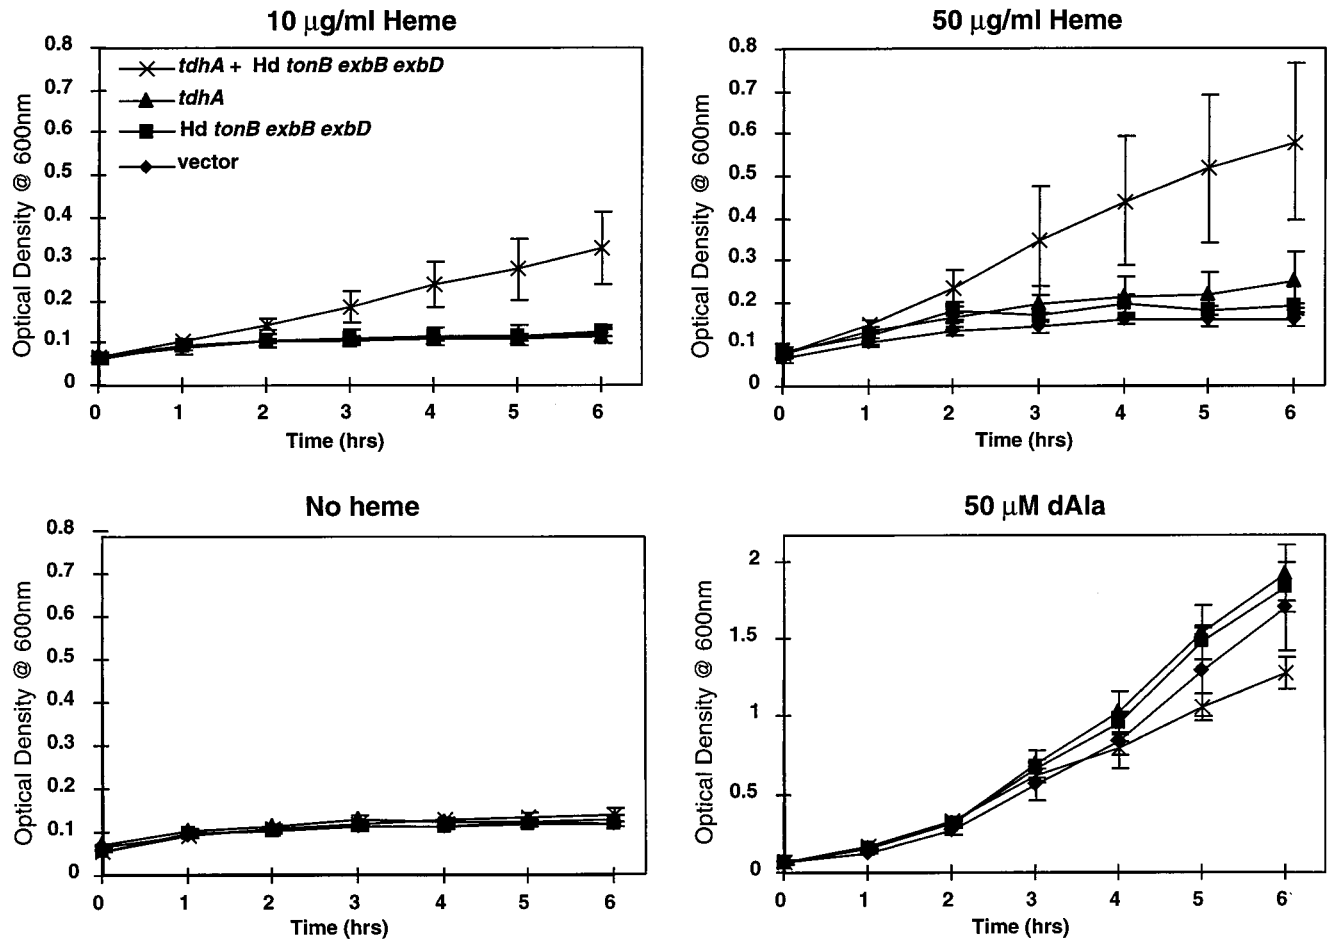 10 μg/ml Heme
Optical Density @ 600nm
0.8
0.7
0.6
0.5
0.4
0.3
0.2
0.1
0
tdhA + Hd tonB exbB exbD
tdhA
Hd tonB exbB exbD
vector
0 1 2 3 4 5 6
Time (hrs)
50 μg/ml Heme
Optical Density @ 600nm
0.8
0.7
0.6
0.5
0.4
0.3
0.2
0.1
0
0 1 2 3 4 5 6
Time (hrs)
No heme
Optical Density @ 600nm
0.8
0.7
0.6
0.5
0.4
0.3
0.2
0.1
0
0 1 2 3 4 5 6
Time (hrs)
50 μM dAla
Optical Density @ 600nm
2
1.5
1
0.5
0
0 1 2 3 4 5 6
Time (hrs)